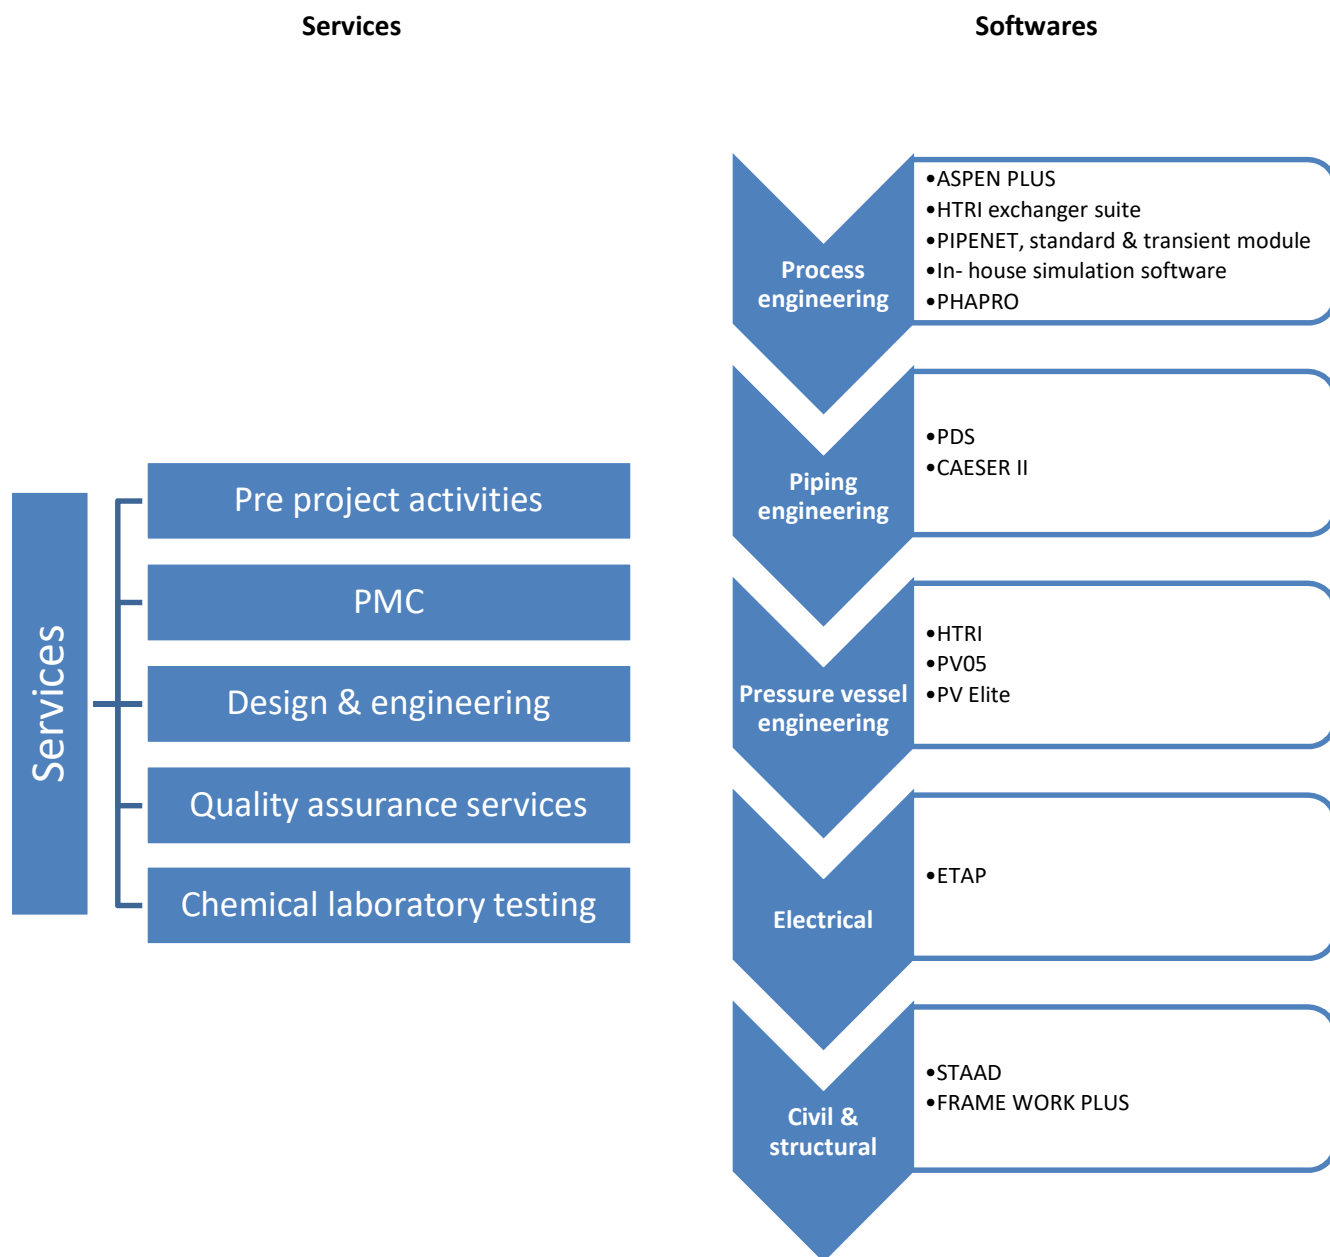 Services
Services
Pre project activities
PMC
Design & engineering
Quality assurance services
Chemical laboratory testing
Softwares
Process
engineering
•ASPEN PLUS
•HTRI exchanger suite
•PIPENET, standard & transient module
•In- house simulation software
•PHAPRO
Piping
engineering
•PDS
•CAESER II
Pressure vessel
engineering
•HTRI
•PV05
•PV Elite
Electrical
•ETAP
Civil &
structural
•STAAD
•FRAME WORK PLUS